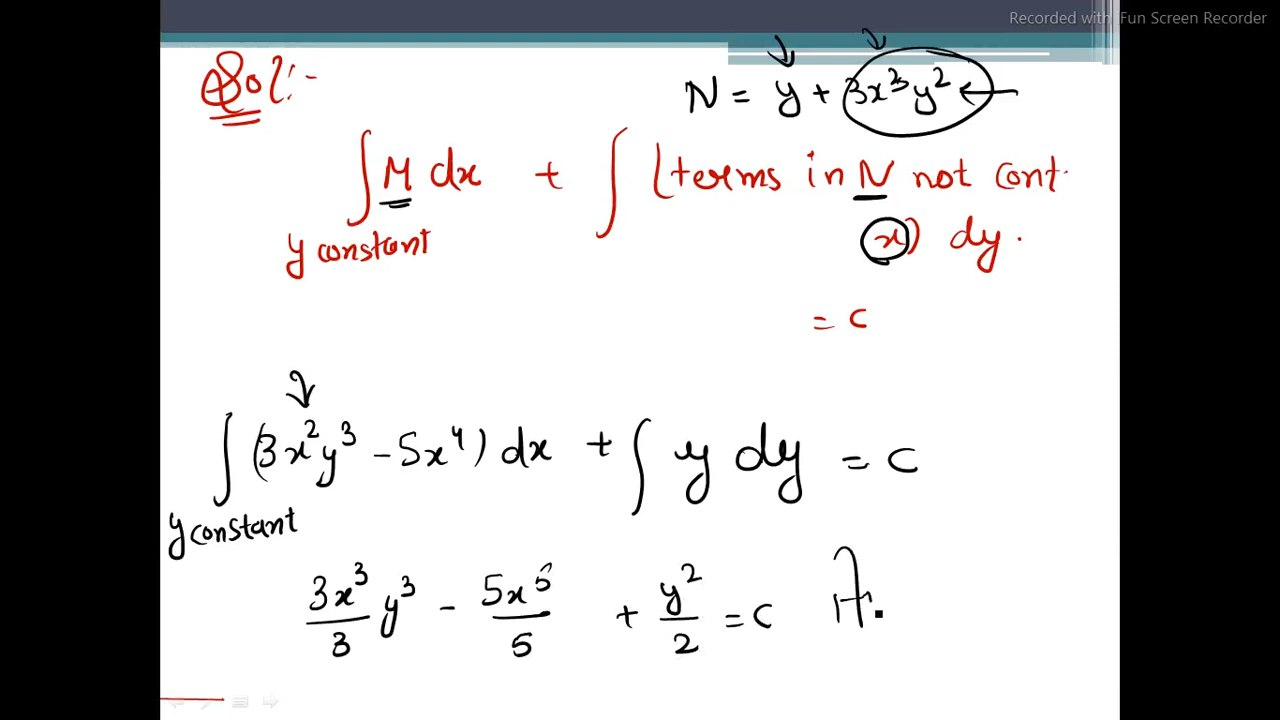 Recorded with Fun Screen Recorder
Sol:-
N = y + 3x³y² ←
∫ M dx + ∫ (terms in N not cont.
y constant x) dy.
= c
∫ (3x²y³ - 5x⁴) dx + ∫ y dy = c
y constant
3x³/3 y³ - 5x⁵/5 + y²/2 = c